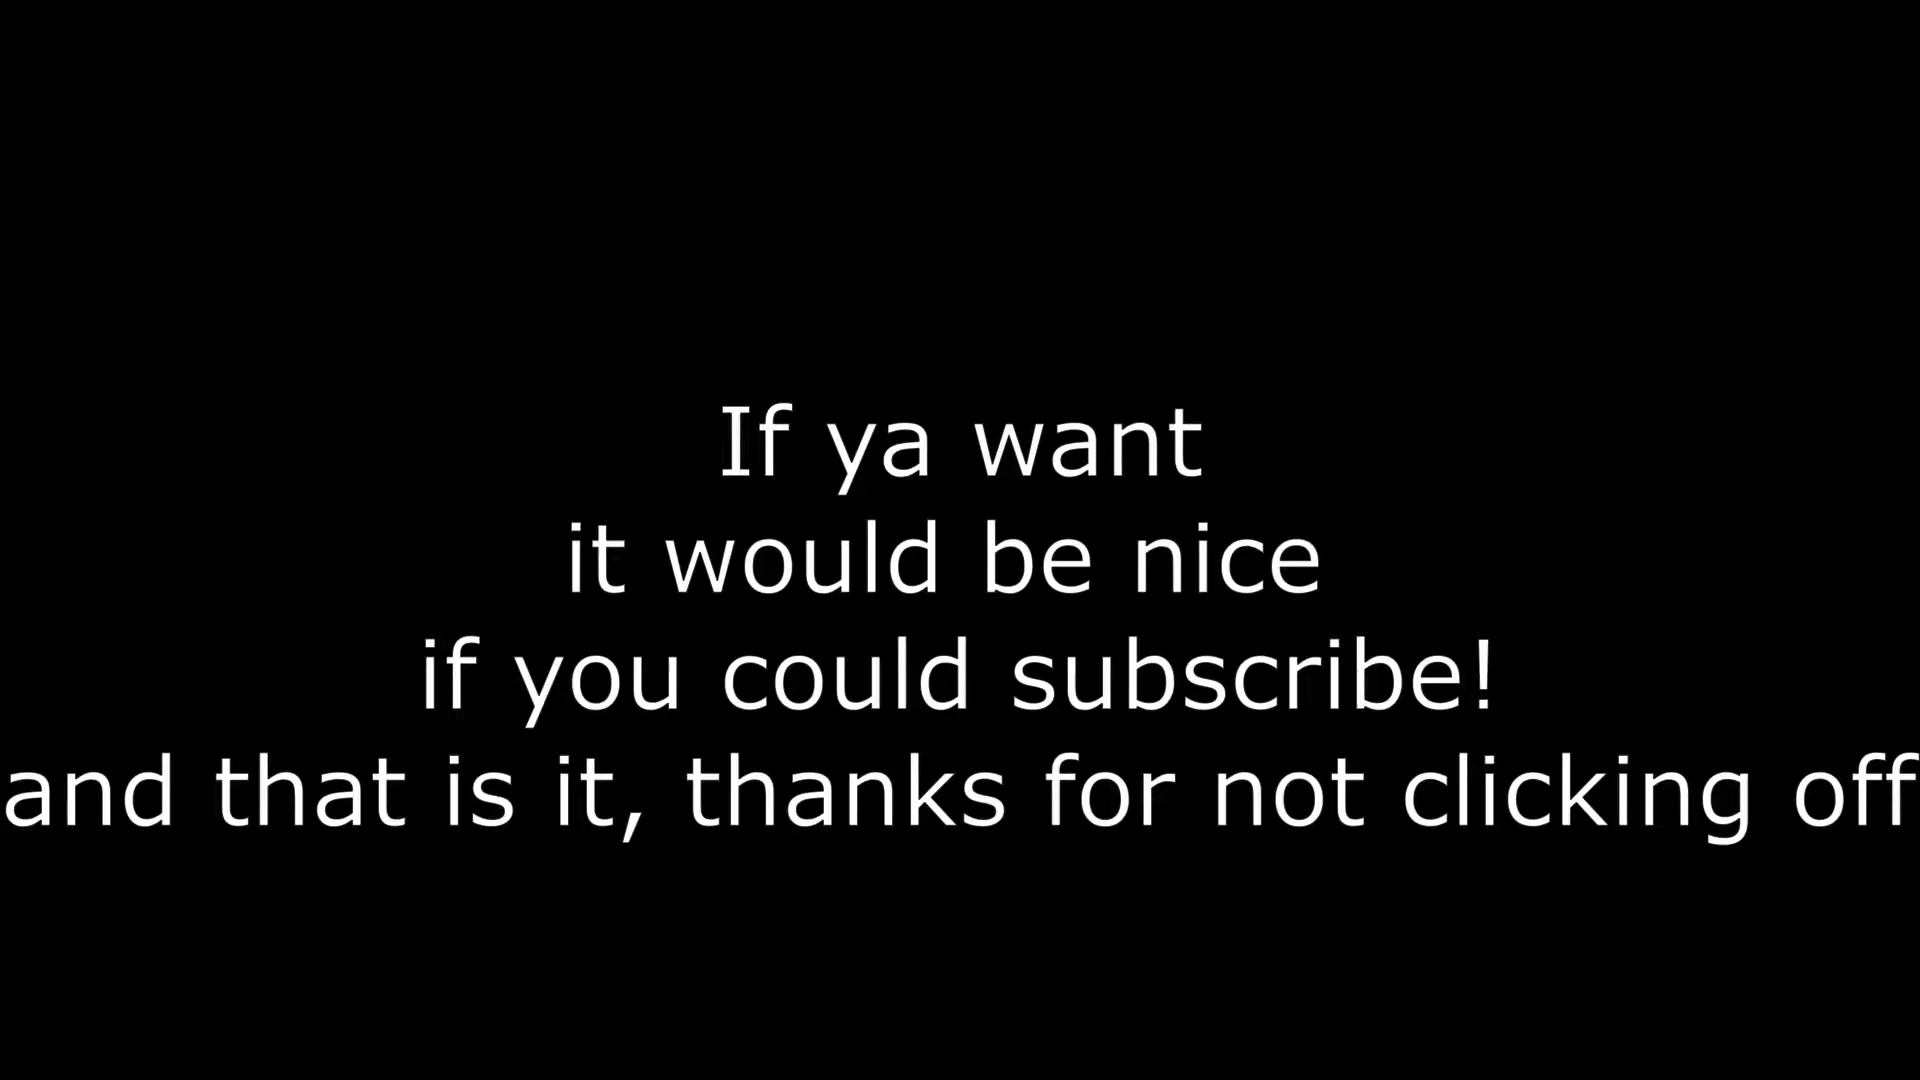 If ya want
it would be nice
if you could subscribe!
and that is it, thanks for not clicking off